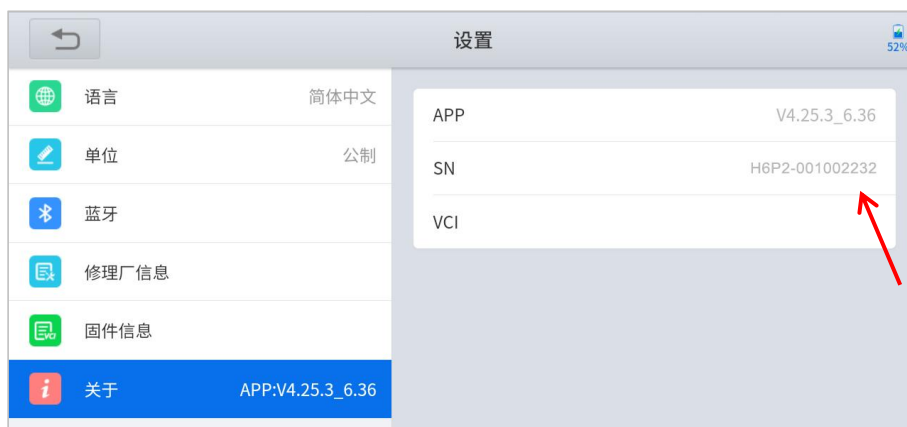 设置
52%
语言 简体中文
单位 公制
蓝牙
修理厂信息
固件信息
关于 APP:V4.25.3_6.36
APP V4.25.3_6.36
SN H6P2-001002232
VCI